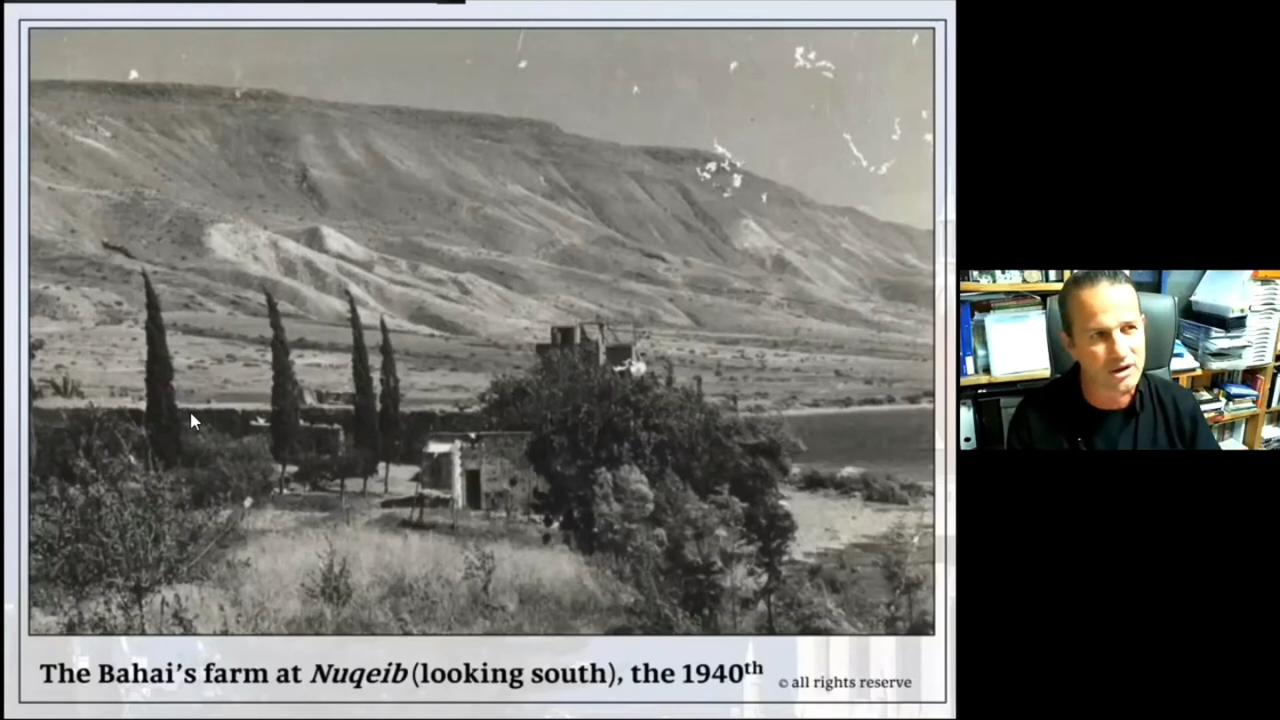 The Bahai's farm at Nuqeib (looking south), the 1940th
© all rights reserve